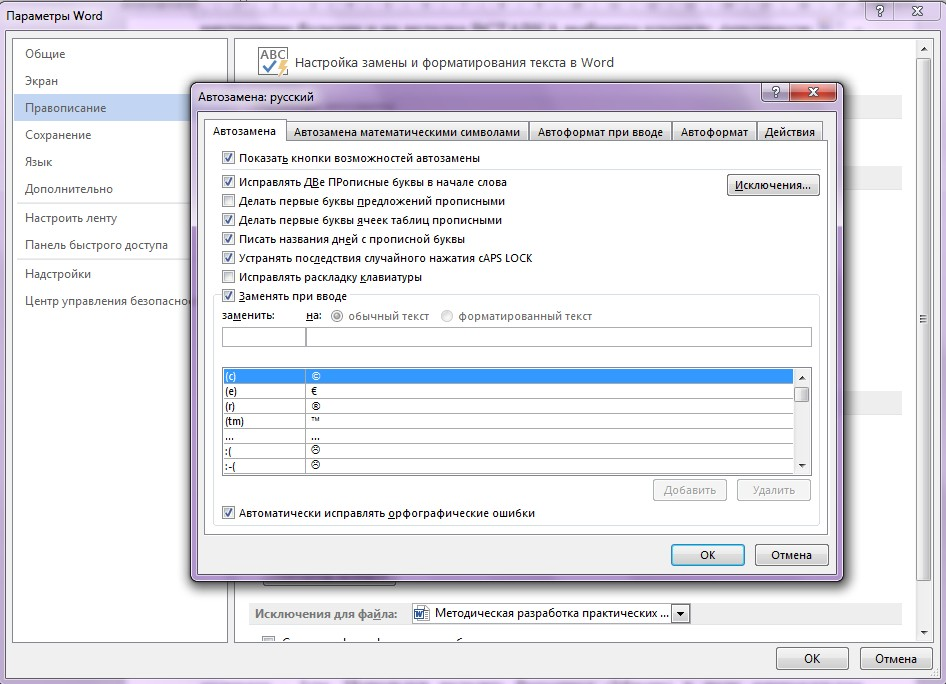 Параметры Word
Общие
Экран
Правописание
Сохранение
Язык
Дополнительно
Настроить ленту
Панель быстрого доступа
Надстройки
Центр управления безопасно
ABC
Настройка замены и форматирования текста в Word
Автозамена: русский
Автозамена
Автозамена математическими символами
Автоформат при вводе
Автоформат
Действия
Показать кнопки возможностей автозамены
Исправлять ДВе ПРописные буквы в начале слова
Исключения...
Делать первые буквы предложений прописными
Делать первые буквы ячеек таблиц прописными
Писать названия дней с прописной буквы
Устранять последствия случайного нажатия cAPS LOCK
Исправлять раскладку клавиатуры
Заменять при вводе
заменить: на: обычный текст форматированный текст
(c) ©
(e) €
(r) ®
(tm) ™
... ...
:( ☹
:-( ☹
Добавить Удалить
Автоматически исправлять орфографические ошибки
ОК Отмена
Исключения для файла: Методическая разработка практических ...
ОК Отмена